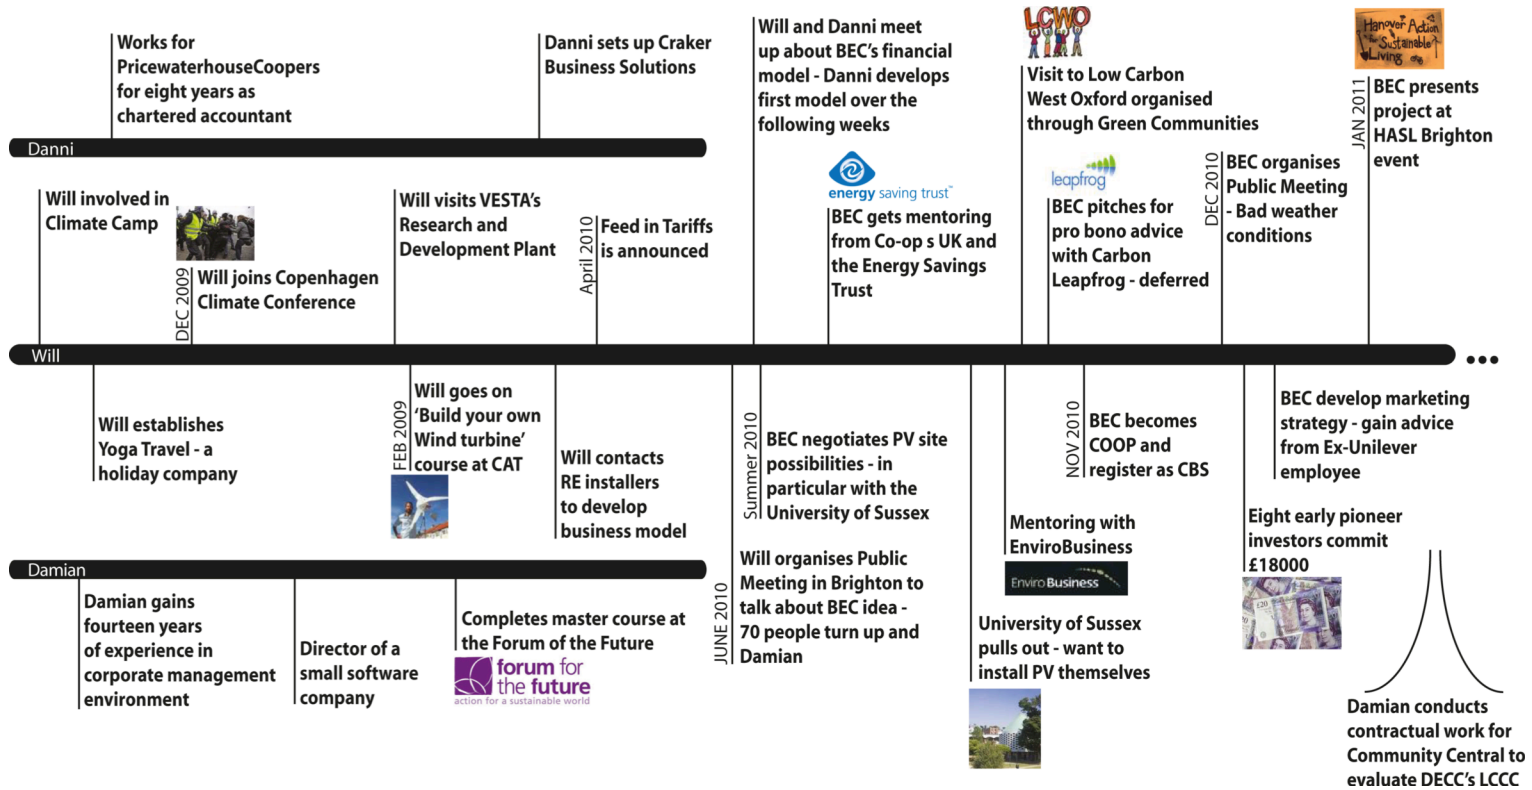 Works for
PricewaterhouseCoopers
for eight years as
chartered accountant
Danni sets up Craker
Business Solutions
Will and Danni meet
up about BEC's financial
model - Danni develops
first model over the
following weeks
LCWO
Visit to Low Carbon
West Oxford organised
through Green Communities
Hanover Action
for Sustainable
Living
JAN 2011
BEC presents
project at
HASL Brighton
event
Danni
Will involved in
Climate Camp
DEC 2009
Will joins Copenhagen
Climate Conference
Will visits VESTA's
Research and
Development Plant
April 2010
Feed in Tariffs
is announced
energy saving trust™
BEC gets mentoring
from Co-op s UK and
the Energy Savings
Trust
leapfrog
BEC pitches for
pro bono advice
with Carbon
Leapfrog - deferred
DEC 2010
BEC organises
Public Meeting
- Bad weather
conditions
Will
Will establishes
Yoga Travel - a
holiday company
FEB 2009
Will goes on
'Build your own
Wind turbine'
course at CAT
Will contacts
RE installers
to develop
business model
Summer 2010
BEC negotiates PV site
possibilities - in
particular with the
University of Sussex
NOV 2010
BEC becomes
COOP and
register as CBS
BEC develop marketing
strategy - gain advice
from Ex-Unilever
employee
Mentoring with
EnviroBusiness
Enviro Business
Eight early pioneer
investors commit
£18000
£20
Damian
Damian gains
fourteen years
of experience in
corporate management
environment
Director of a
small software
company
Completes master course at
the Forum of the Future
forum for
the future
action for a sustainable world
JUNE 2010
Will organises Public
Meeting in Brighton to
talk about BEC idea -
70 people turn up and
Damian
University of Sussex
pulls out - want to
install PV themselves
Damian conducts
contractual work for
Community Central to
evaluate DECC's LCCC